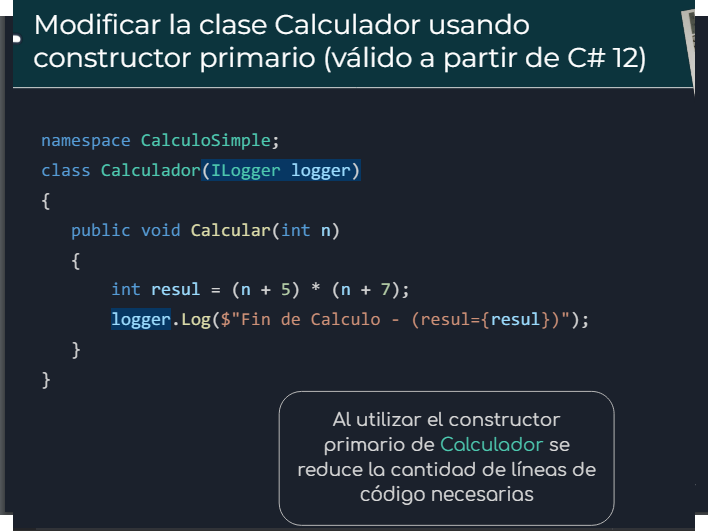 Modificar la clase Calculador usando
constructor primario (válido a partir de C# 12)
namespace CalculoSimple;
class Calculador(ILogger logger)
{
public void Calcular(int n)
{
int resul = (n + 5) * (n + 7);
logger.Log($"Fin de Calculo - (resul={resul})");
}
}
Al utilizar el constructor
primario de Calculador se
reduce la cantidad de líneas de
código necesarias